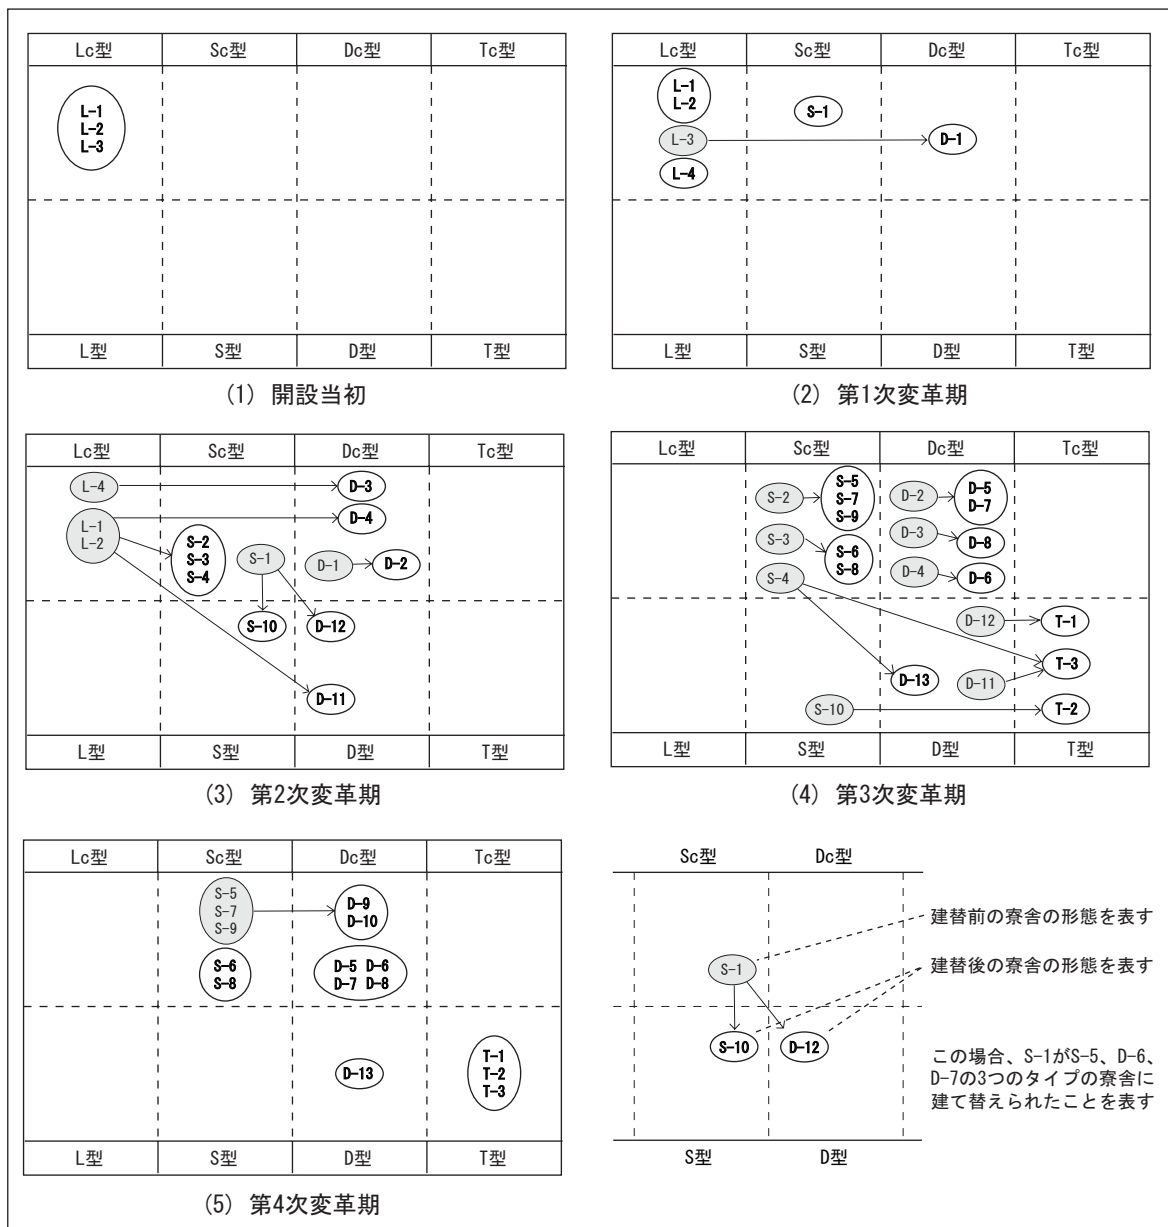 Lc型 Sc型 Dc型 Tc型
L-1
L-2
L-3
L型 S型 D型 T型
(1) 開設当初
Lc型 Sc型 Dc型 Tc型
L-1
L-2
S-1
L-3 D-1
L-4
L型 S型 D型 T型
(2) 第1次変革期
Lc型 Sc型 Dc型 Tc型
L-4 D-3
L-1
L-2
D-4
S-2
S-3
S-4
S-1 D-1 D-2
S-10 D-12
D-11
L型 S型 D型 T型
(3) 第2次変革期
Lc型 Sc型 Dc型 Tc型
S-2
S-5
S-7
S-9
D-2
D-5
D-7
S-3
S-6
S-8
D-3 D-8
S-4 D-4 D-6
D-12 T-1
T-3
D-13 D-11
S-10 T-2
L型 S型 D型 T型
(4) 第3次変革期
Lc型 Sc型 Dc型 Tc型
S-5
S-7
S-9
D-9
D-10
S-6
S-8
D-5 D-6
D-7 D-8
D-13
T-1
T-2
T-3
L型 S型 D型 T型
(5) 第4次変革期
Sc型 Dc型
建替前の寮舎の形態を表す
S-1
建替後の寮舎の形態を表す
S-10 D-12
この場合、S-1がS-5、D-6、
D-7の3つのタイプの寮舎に
建て替えられたことを表す
S型 D型